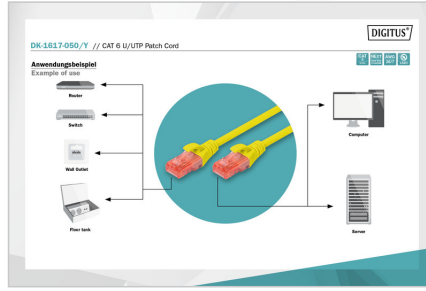 DIGITUS®
DK-1617-050/Y // CAT 6 U/UTP Patch Cord
Anwendungsbeispiel
Example of use
Router
Switch
Wall Outlet
Floor tank
Computer
Server